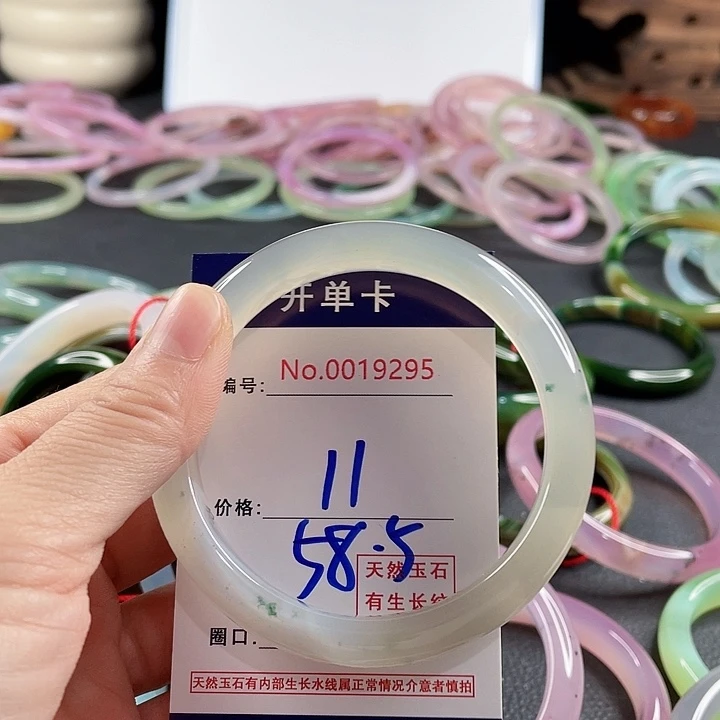 开单卡
编号: No.0019295
价格: 11
58.5
天然玉石
有生长纹
圈口:
天然玉石有内部生长水线属正常情况介意者慎拍